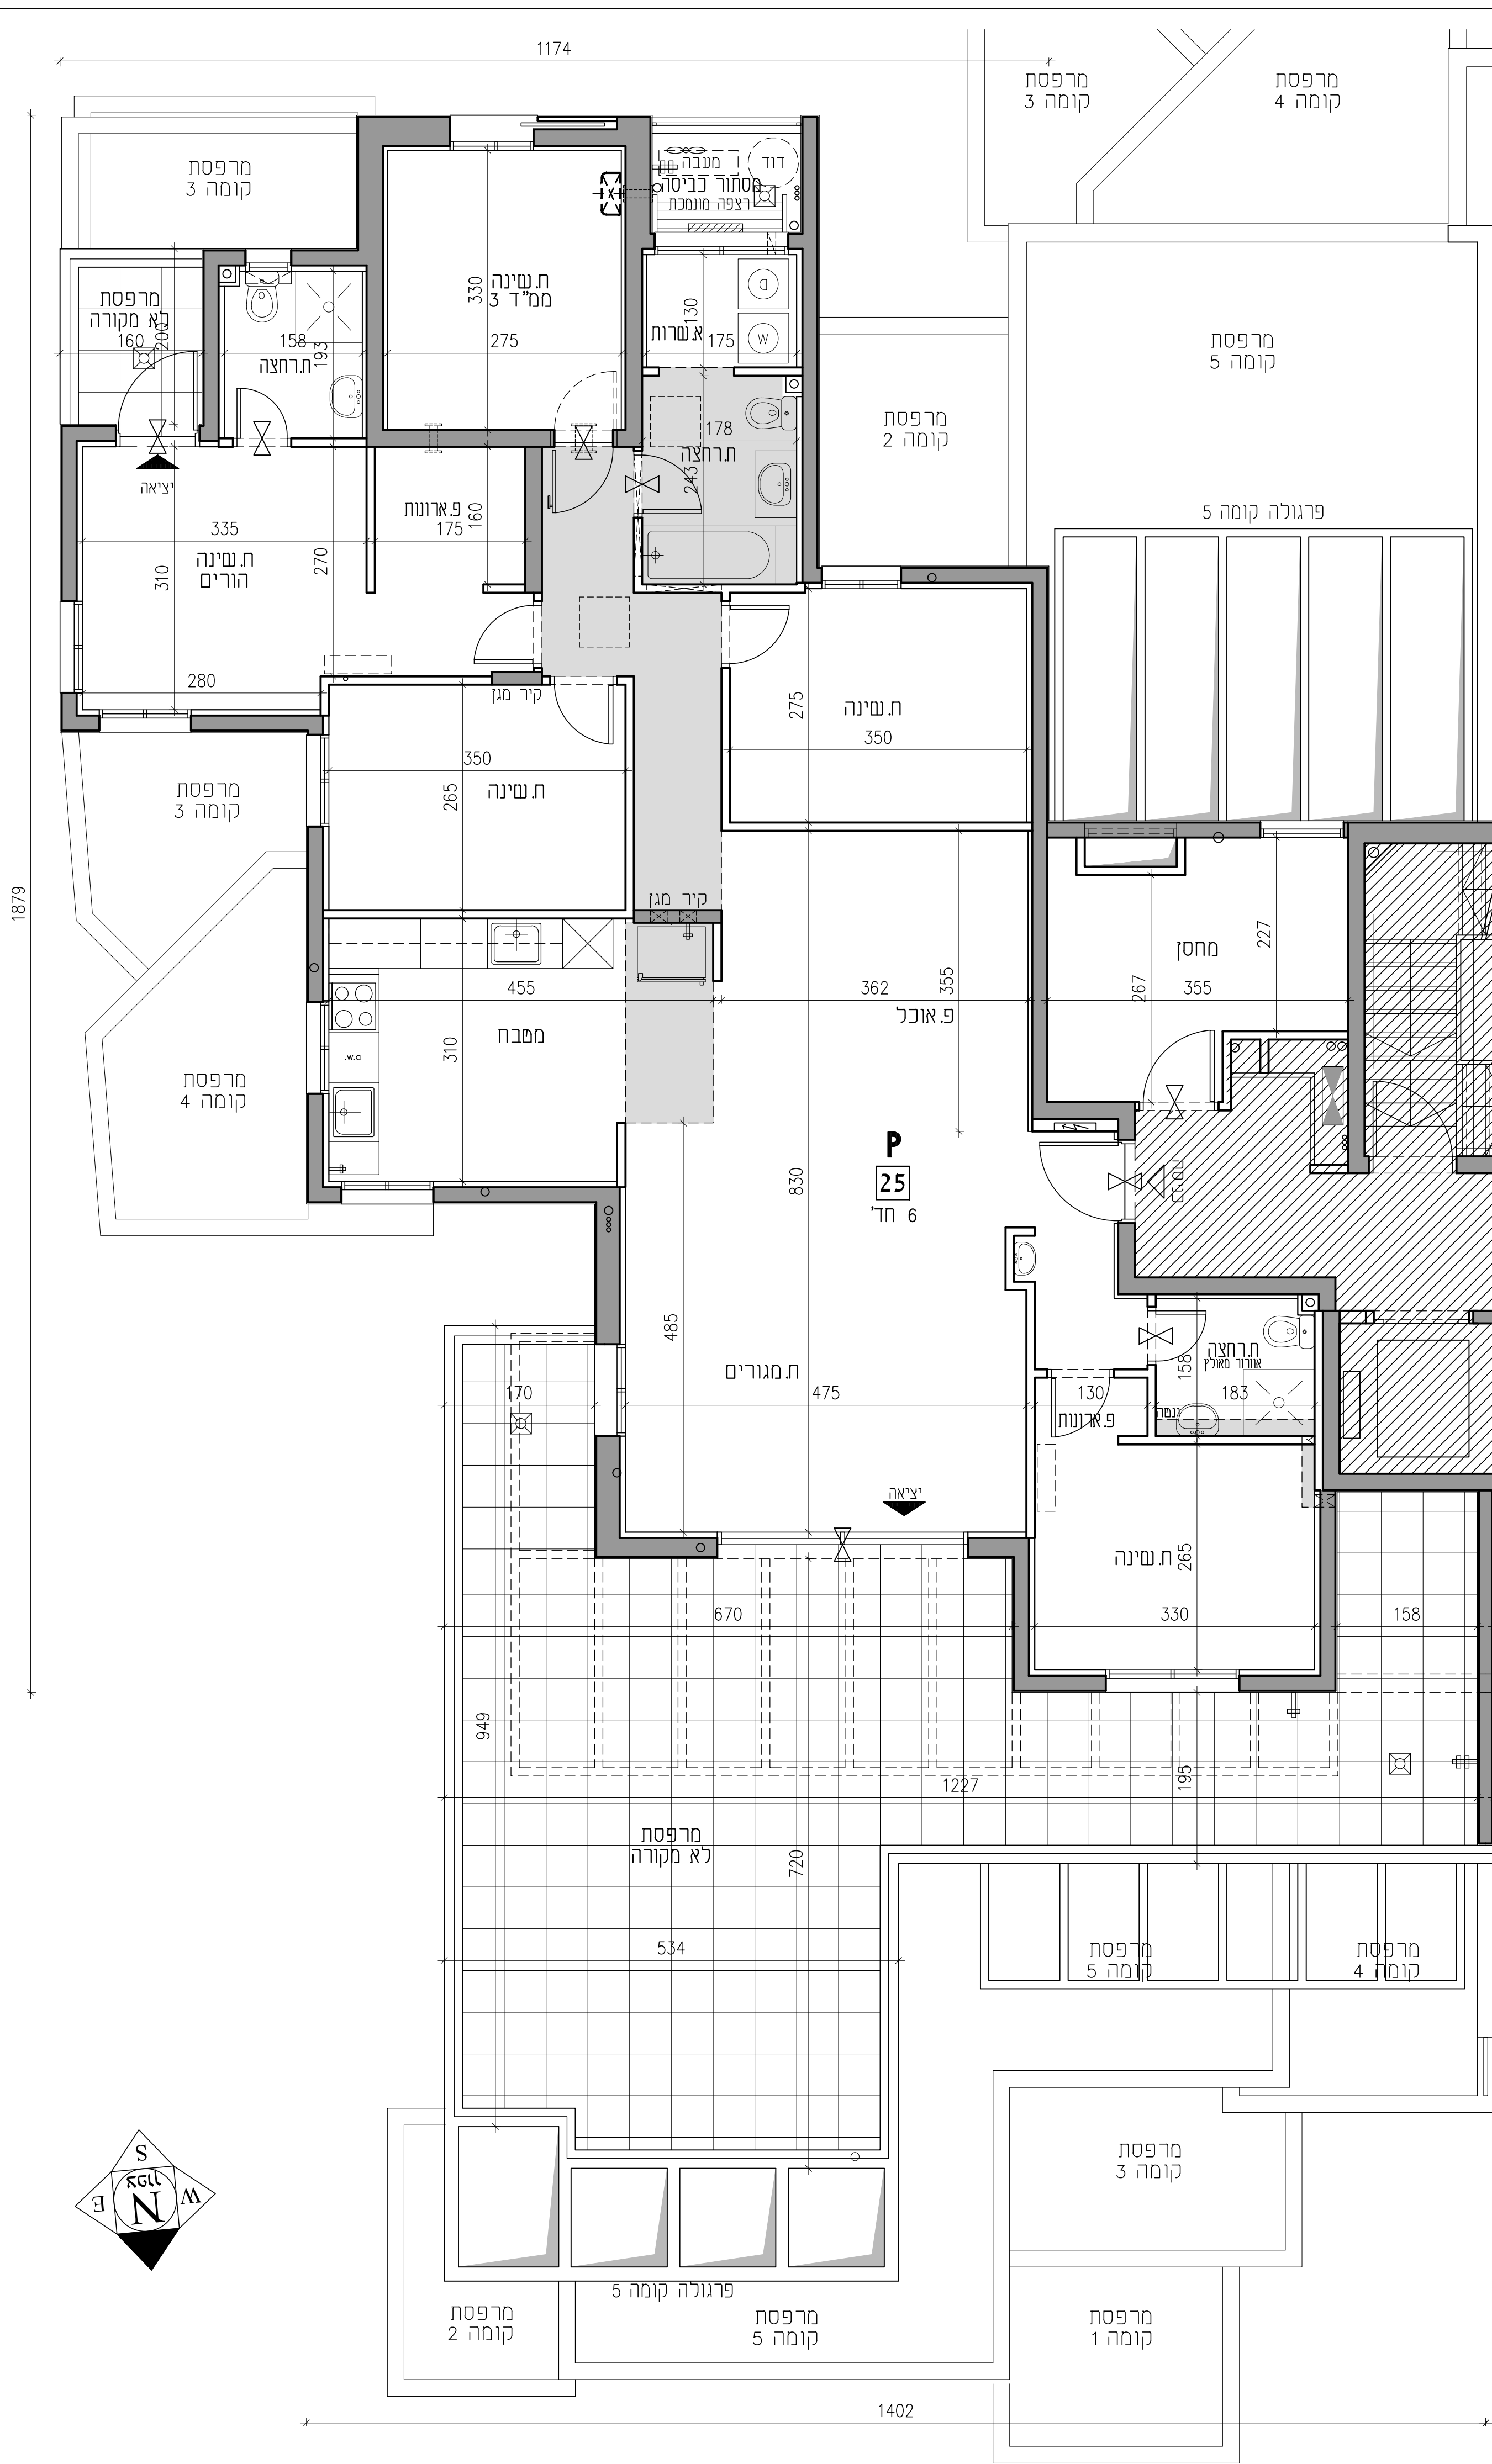 1174
מרפסת
קומה 3
מרפסת
קומה 4
מרפסת
קומה 3
מעבה
דוד
מסתור כביסה
רצפה מונמכת
מרפסת
לא מקורה
160
200
158
193
ח.רחצה
ח.שינה
ממ"ד 3
330
275
130
א.שרות
175
D
W
מרפסת
קומה 5
178
ח.רחצה
243
מרפסת
קומה 2
יציאה
335
ח.שינה
הורים
310
270
פ.ארונות
175
160
פרגולה קומה 5
280
קיר מגן
275
ח.שינה
350
מרפסת
קומה 3
350
265
ח.שינה
1879
קיר מגן
455
מטבח
310
D.W.
362
355
פ.אוכל
מחסן
227
267
355
מרפסת
קומה 4
P
25
6 חד'
830
כניסה
485
ח.מגורים
475
170
ח.רחצה
אוורור מאולץ
158
183
130
פ.ארונות
יציאה
ח.שינה
265
330
670
158
949
1227
195
מרפסת
לא מקורה
720
534
מרפסת
קומה 5
מרפסת
קומה 4
S
E
W
N
צפון
מרפסת
קומה 3
פרגולה קומה 5
מרפסת
קומה 2
מרפסת
קומה 5
מרפסת
קומה 1
1402